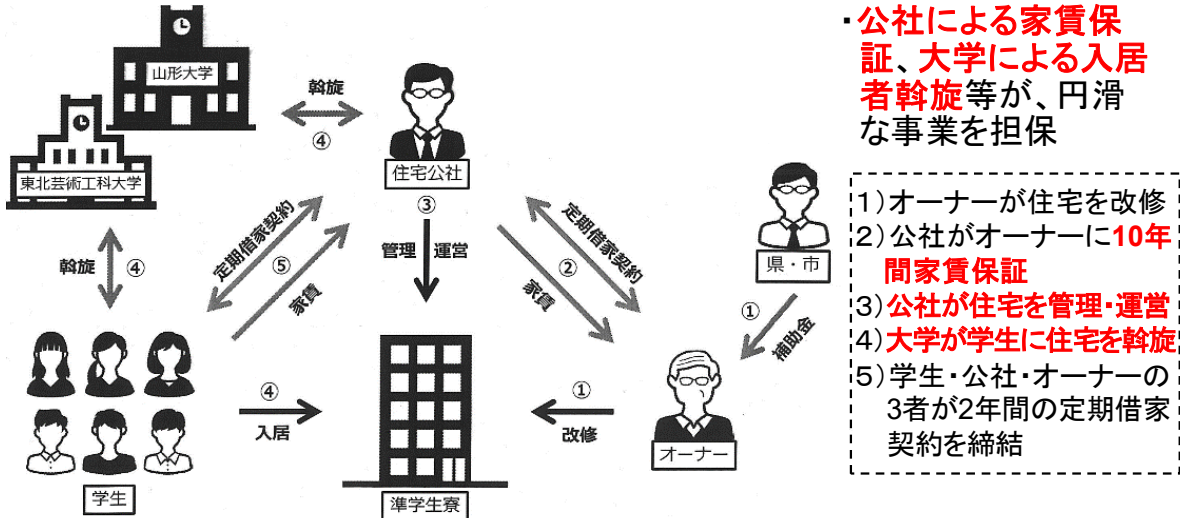 山形大学
東北芸術工科大学
斡旋
④
住宅公社
③
管理
運営
斡旋
④
定期借家契約
⑤
家賃
定期借家契約
②
家賃
県・市
①
補助金
学生
④
入居
準学生寮
①
改修
オーナー
・公社による家賃保
証、大学による入居
者斡旋等が、円滑
な事業を担保
1)オーナーが住宅を改修
2)公社がオーナーに10年
間家賃保証
3)公社が住宅を管理・運営
4)大学が学生に住宅を斡旋
5)学生・公社・オーナーの
3者が2年間の定期借家
契約を締結